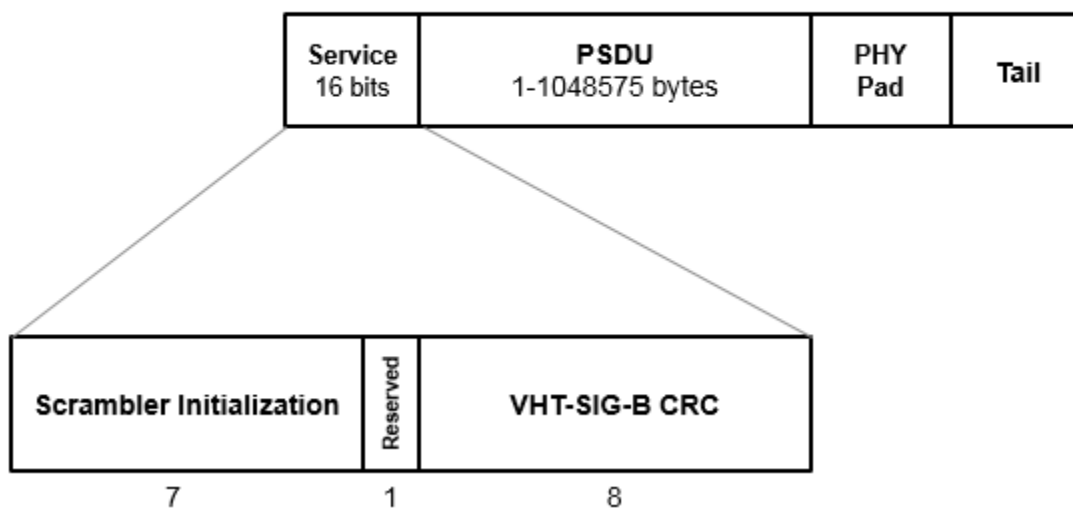 Service
16 bits
PSDU
1-1048575 bytes
PHY
Pad
Tail
Scrambler Initialization
Reserved
VHT-SIG-B CRC
7
1
8